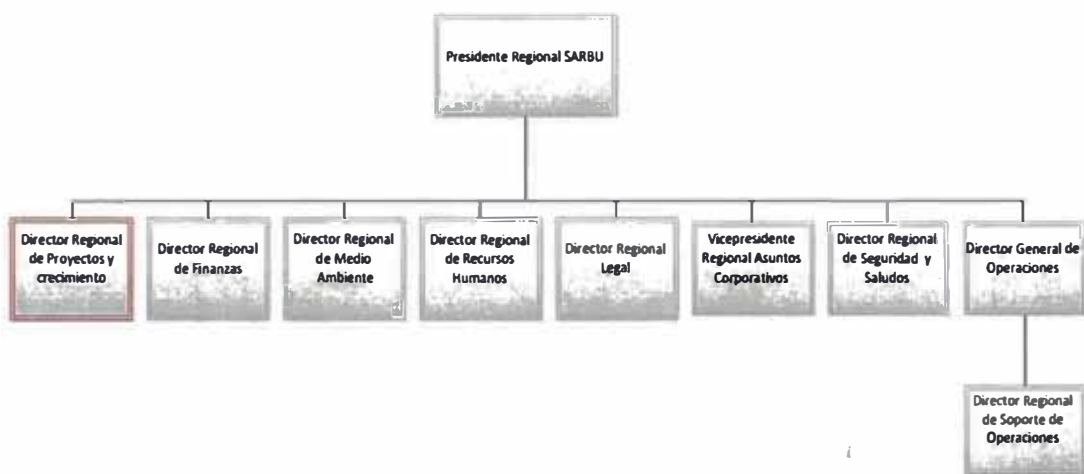 Presidente Regional SARBU
Director Regional
de Proyectos y
crecimiento
Director Regional
de Finanzas
Director Regional
de Medio
Ambiente
Director Regional
de Recursos
Humanos
Director Regional
Legal
Vicepresidente
Regional Asuntos
Corporativos
Director Regional
de Seguridad y
Saludos
Director General de
Operaciones
Director Regional
de Soporte de
Operaciones